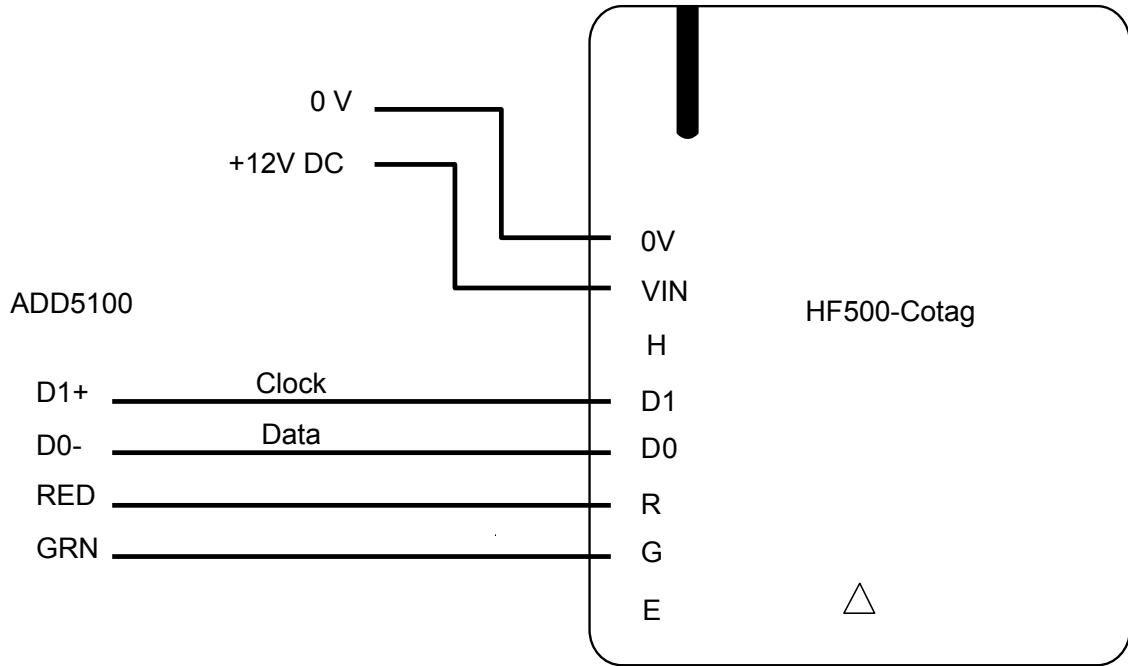 0 V
+12V DC
ADD5100
D1+
Clock
D0-
Data
RED
GRN
0V
VIN
H
D1
D0
R
G
E
HF500-Cotag